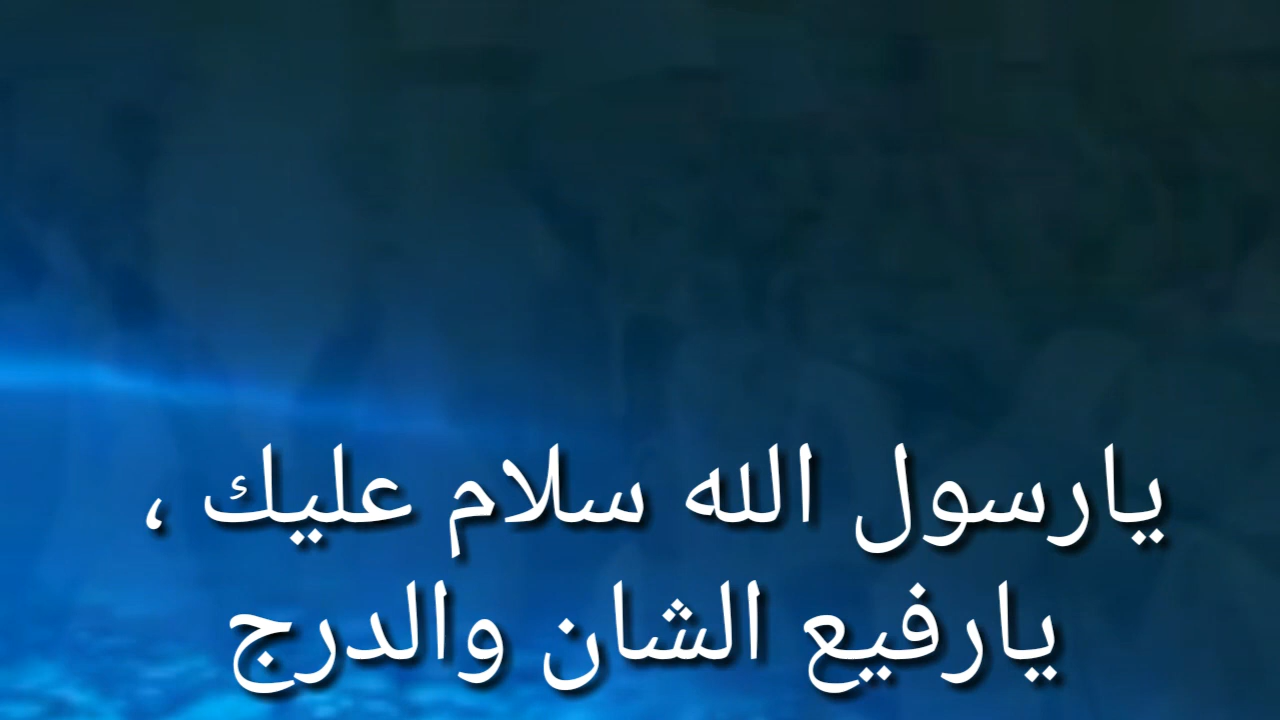 يارسول الله سلام عليك ،
يارفيع الشان والدرج